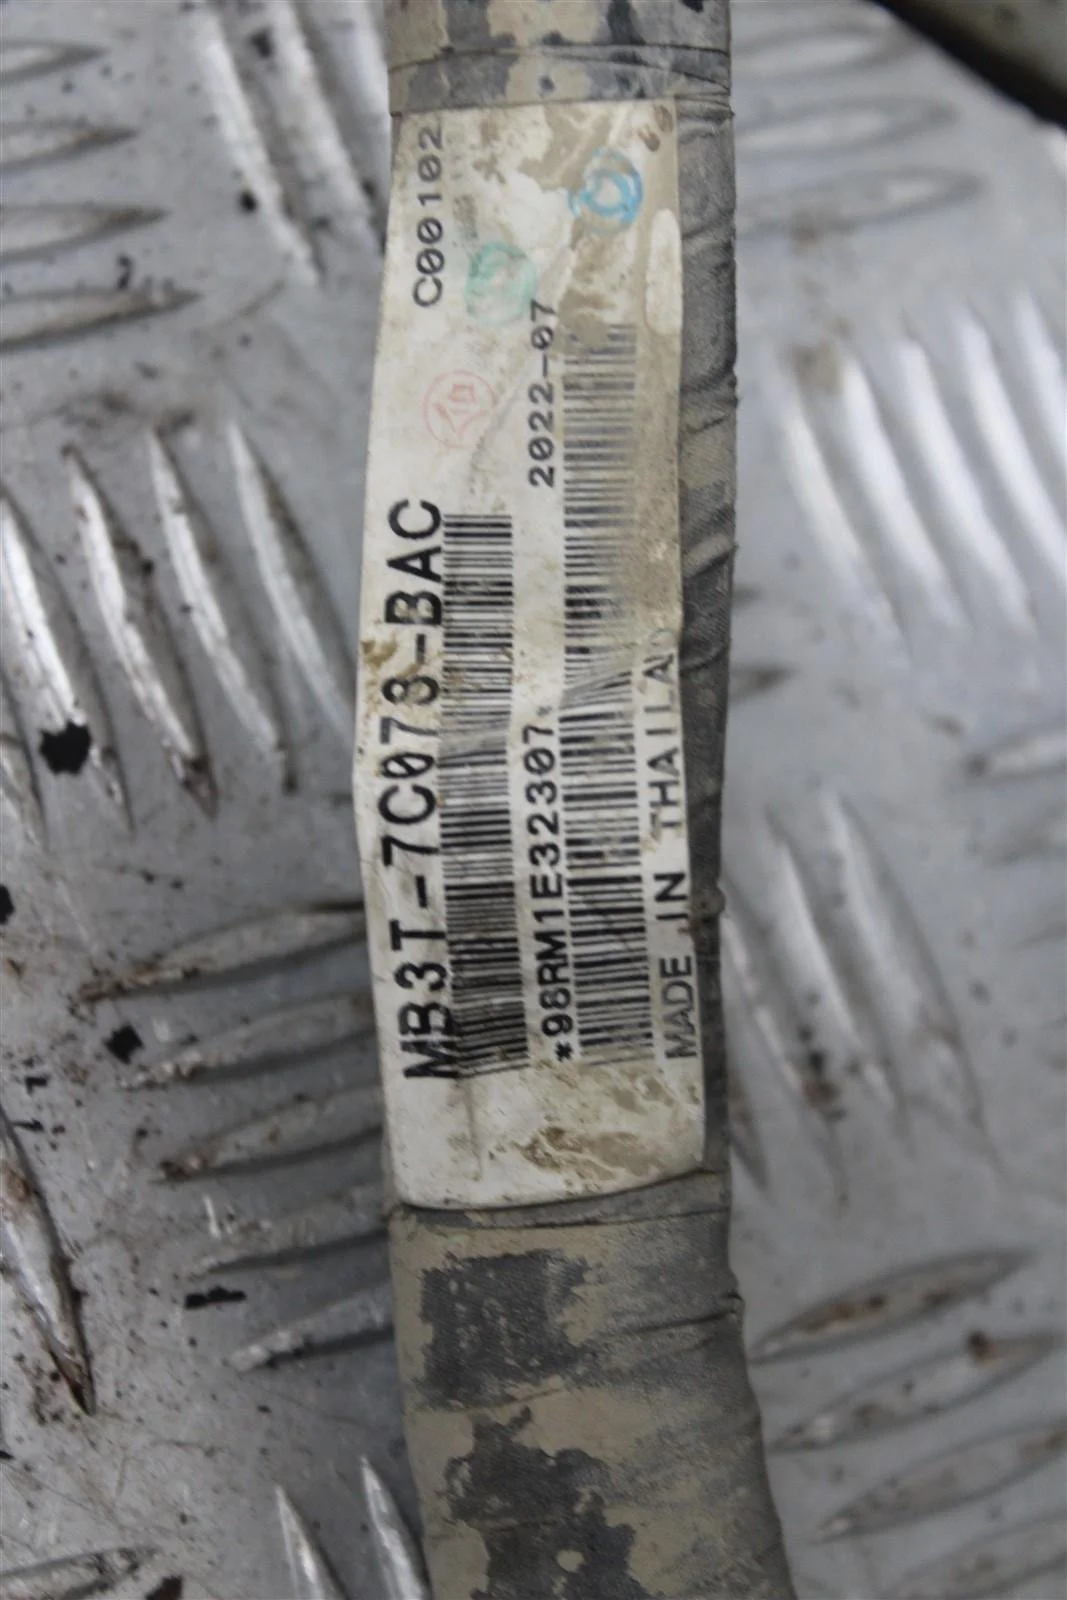 C00102
MB3T-7C078-BAC
2022-07
*98RM1E32307*
MADE IN THAILAND